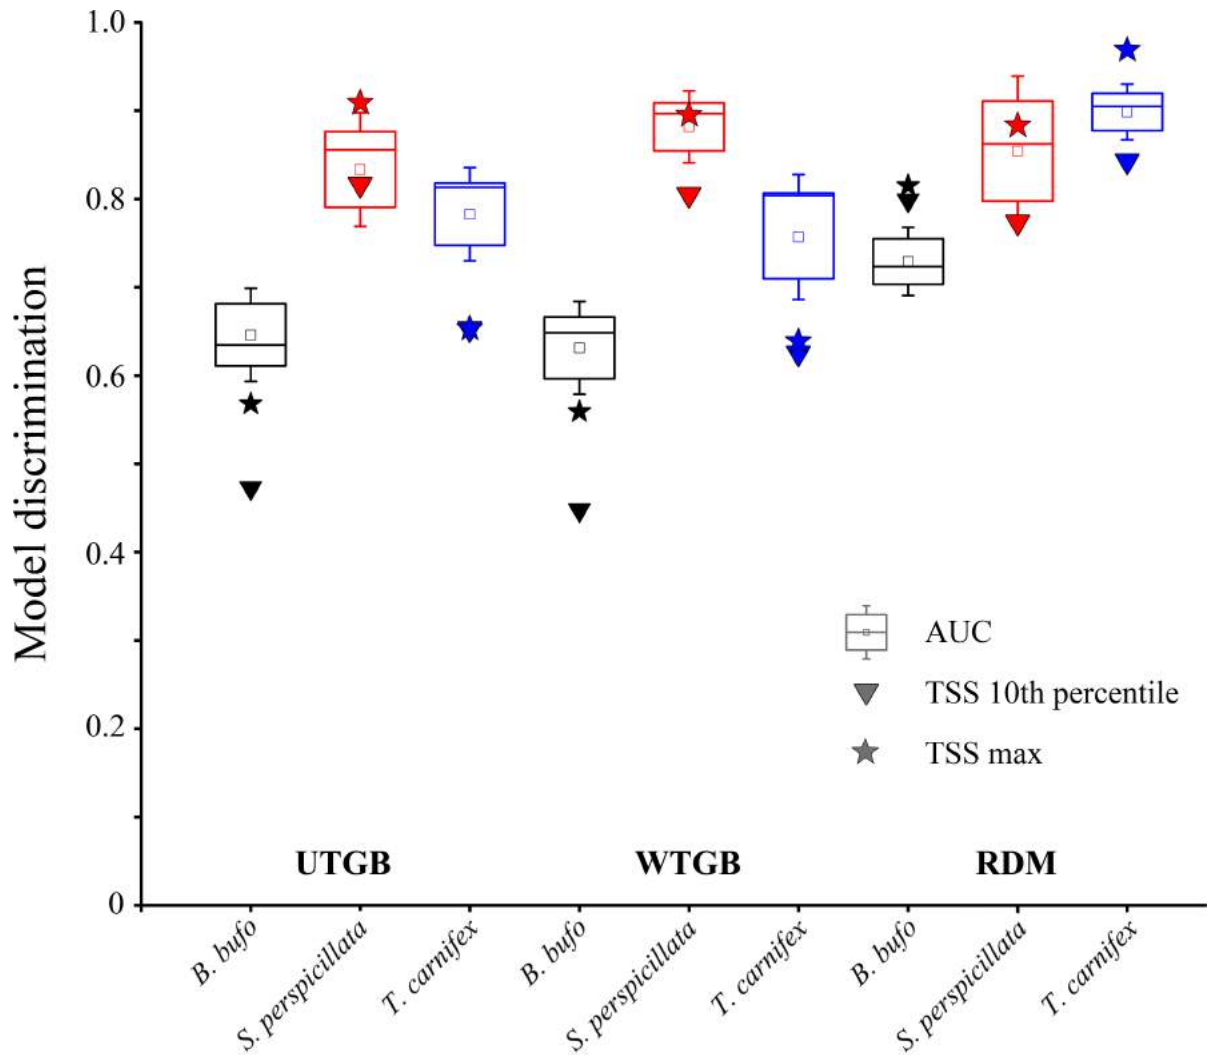 Model discrimination
1.0
0.8
0.6
0.4
0.2
0
AUC
TSS 10th percentile
TSS max
UTGB WTGB RDM
B. bufo S. perspicillata T. carnifex B. bufo S. perspicillata T. carnifex B. bufo S. perspicillata T. carnifex